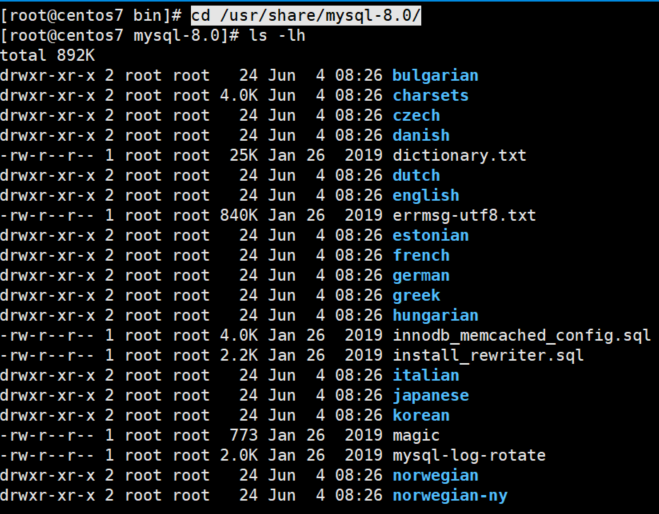 [root@centos7 bin]# cd /usr/share/mysql-8.0/
[root@centos7 mysql-8.0]# ls -lh
total 892K
drwxr-xr-x 2 root root   24 Jun  4 08:26 bulgarian
drwxr-xr-x 2 root root 4.0K Jun  4 08:26 charsets
drwxr-xr-x 2 root root   24 Jun  4 08:26 czech
drwxr-xr-x 2 root root   24 Jun  4 08:26 danish
-rw-r--r-- 1 root root  25K Jan 26  2019 dictionary.txt
drwxr-xr-x 2 root root   24 Jun  4 08:26 dutch
drwxr-xr-x 2 root root   24 Jun  4 08:26 english
-rw-r--r-- 1 root root 840K Jan 26  2019 errmsg-utf8.txt
drwxr-xr-x 2 root root   24 Jun  4 08:26 estonian
drwxr-xr-x 2 root root   24 Jun  4 08:26 french
drwxr-xr-x 2 root root   24 Jun  4 08:26 german
drwxr-xr-x 2 root root   24 Jun  4 08:26 greek
drwxr-xr-x 2 root root   24 Jun  4 08:26 hungarian
-rw-r--r-- 1 root root 4.0K Jan 26  2019 innodb_memcached_config.sql
-rw-r--r-- 1 root root 2.2K Jan 26  2019 install_rewriter.sql
drwxr-xr-x 2 root root   24 Jun  4 08:26 italian
drwxr-xr-x 2 root root   24 Jun  4 08:26 japanese
drwxr-xr-x 2 root root   24 Jun  4 08:26 korean
-rw-r--r-- 1 root root  773 Jan 26  2019 magic
-rw-r--r-- 1 root root 2.0K Jan 26  2019 mysql-log-rotate
drwxr-xr-x 2 root root   24 Jun  4 08:26 norwegian
drwxr-xr-x 2 root root   24 Jun  4 08:26 norwegian-ny